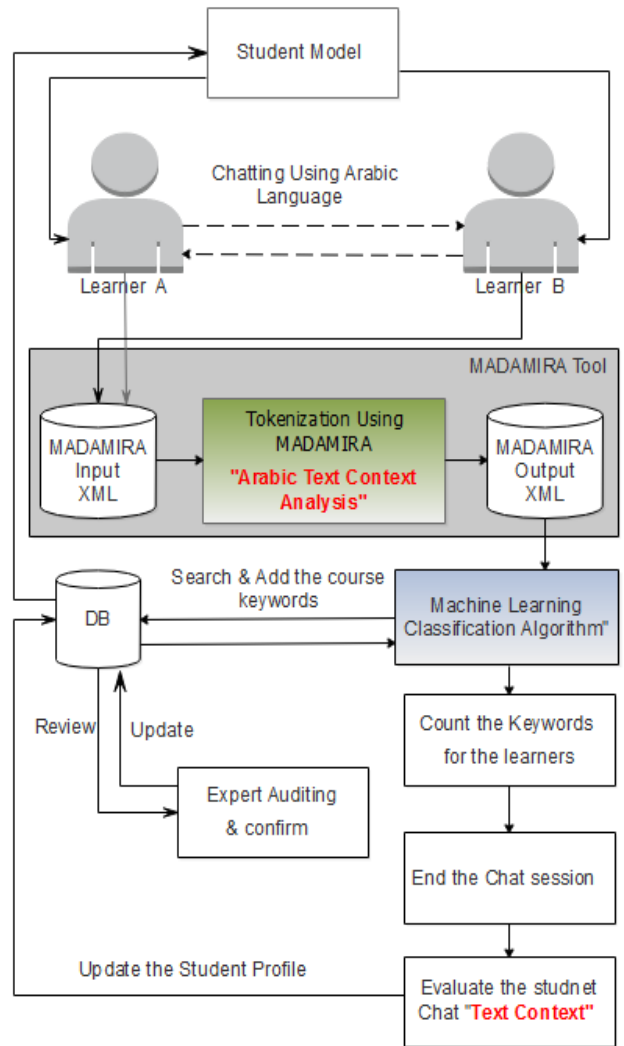 Student Model
Chatting Using Arabic
Language
Learner A
Learner B
MADAMIRA Tool
MADAMIRA
Input
XML
Tokenization Using
MADAMIRA
"Arabic Text Context
Analysis"
MADAMIRA
Output
XML
Search & Add the course
keywords
DB
Machine Learning
Classification Algorithm"
Review
Update
Count the Keywords
for the learners
Expert Auditing
& confirm
End the Chat session
Update the Student Profile
Evaluate the studnet
Chat "Text Context"